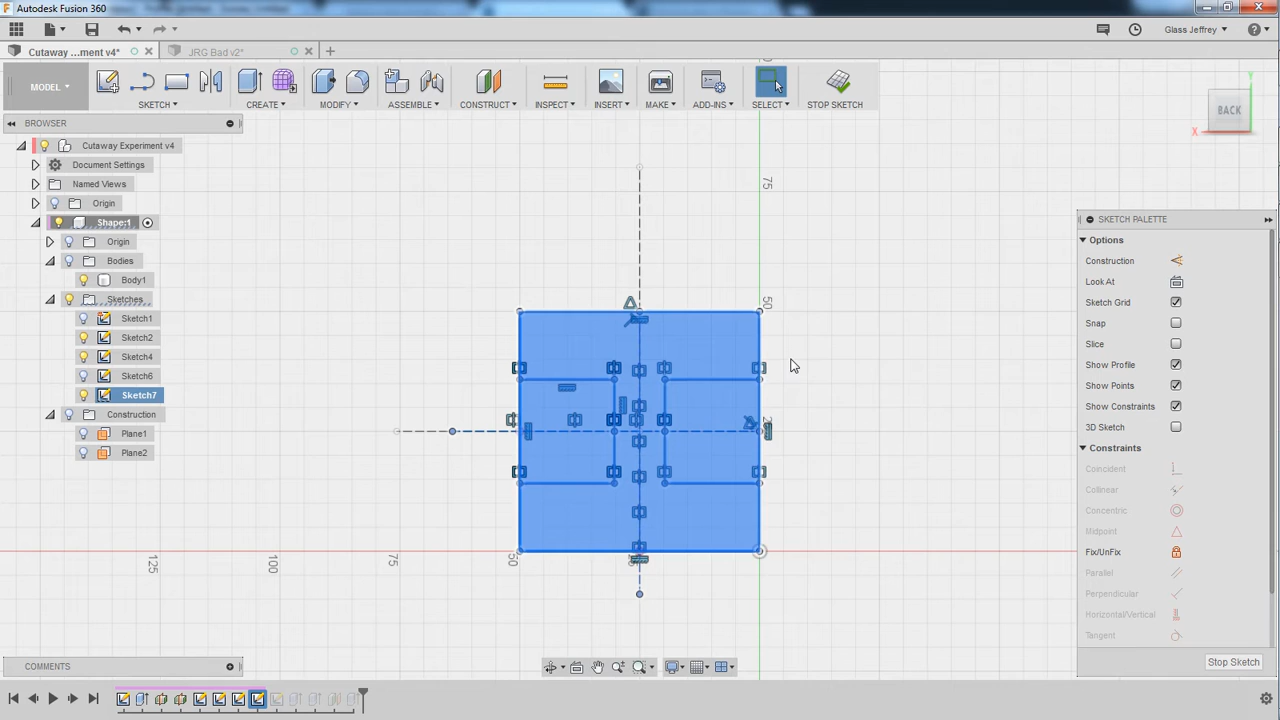 Autodesk Fusion 360
Glass Jeffrey
Cutaway ...ment v4*
JRG Bad v2*
MODEL
SKETCH
CREATE
MODIFY
ASSEMBLE
CONSTRUCT
INSPECT
INSERT
MAKE
ADD-INS
SELECT
STOP SKETCH
BROWSER
BACK
X
Y
Cutaway Experiment v4
Document Settings
Named Views
Origin
Shape:1
Origin
Bodies
Body1
Sketches
Sketch1
Sketch2
Sketch4
Sketch6
Sketch7
Construction
Plane1
Plane2
75
50
125
100
75
50
SKETCH PALETTE
Options
Construction
Look At
Sketch Grid
Snap
Slice
Show Profile
Show Points
Show Constraints
3D Sketch
Constraints
Coincident
Collinear
Concentric
Midpoint
Fix/UnFix
Parallel
Perpendicular
Horizontal/Vertical
Tangent
Stop Sketch
COMMENTS